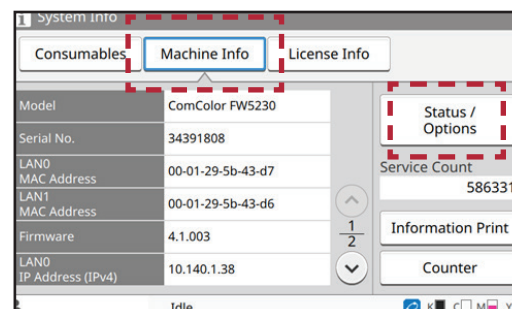 System Info
Consumables
Machine Info
License Info
Model
ComColor FW5230
Serial No.
34391808
LAN0
MAC Address
00-01-29-5b-43-d7
LAN1
MAC Address
00-01-29-5b-43-d6
Firmware
4.1.003
LAN0
IP Address (IPv4)
10.140.1.38
1
2
Status /
Options
Service Count
586331
Information Print
Counter
Idle
K C M Y